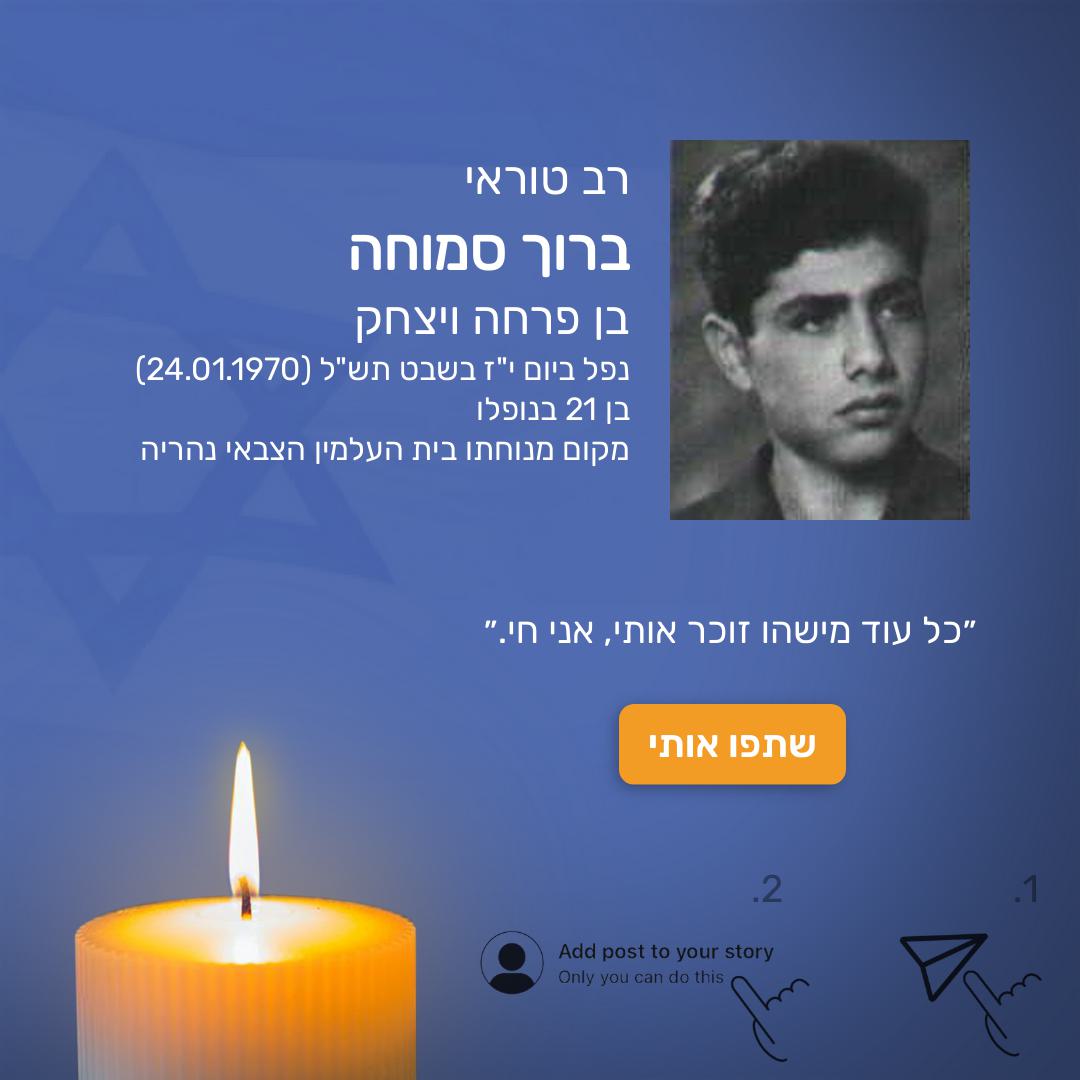 רב טוראי
ברוך סמוחה
בן פרחה ויצחק
נפל ביום י"ז בשבט תש"ל (24.01.1970)
בן 21 בנופלו
מקום מנוחתו בית העלמין הצבאי נהריה
״כל עוד מישהו זוכר אותי, אני חי.״
שתפו אותי
1.
2.
Add post to your story
Only you can do this